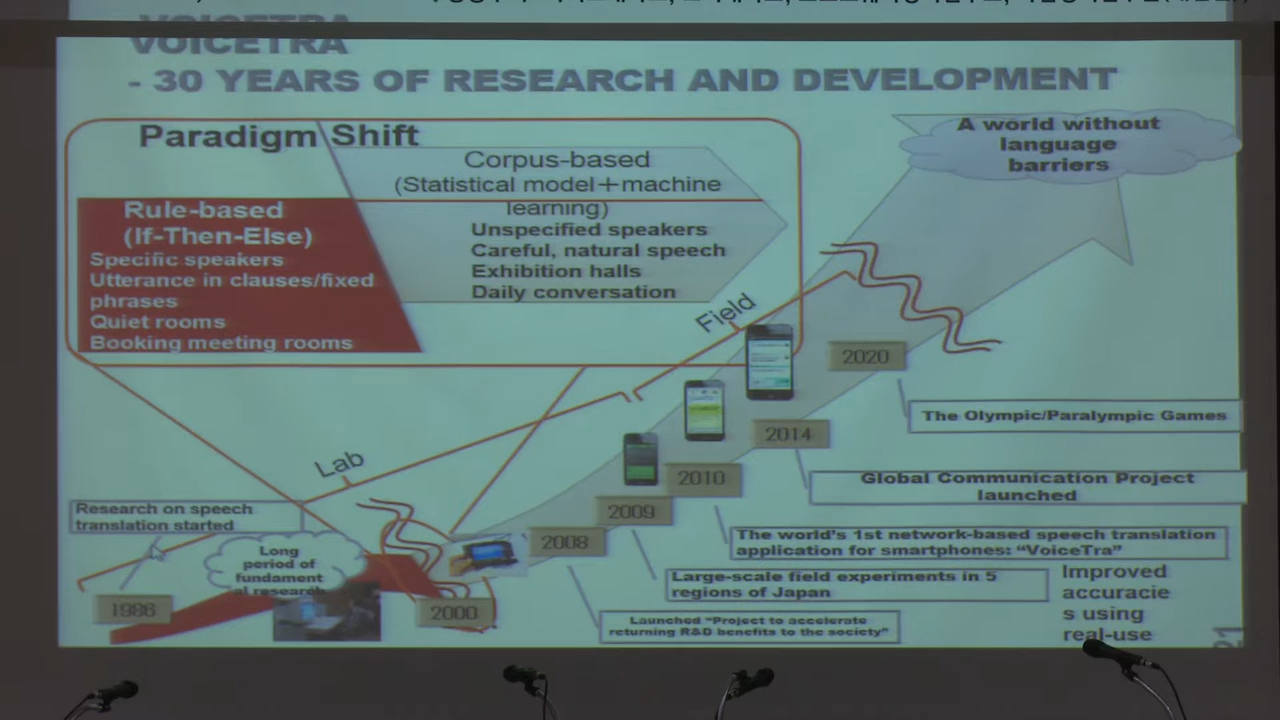 VOICETRA
- 30 YEARS OF RESEARCH AND DEVELOPMENT
Paradigm Shift
Corpus-based
(Statistical model+machine
learning)
Unspecified speakers
Careful, natural speech
Exhibition halls
Daily conversation
Rule-based
(If-Then-Else)
Specific speakers
Utterance in clauses/fixed
phrases
Quiet rooms
Booking meeting rooms
A world without
language
barriers
Field
Lab
2020
The Olympic/Paralympic Games
2014
Global Communication Project
launched
2010
The world's 1st network-based speech translation
application for smartphones: "VoiceTra"
2009
Large-scale field experiments in 5
regions of Japan
2008
Launched "Project to accelerate
returning R&D benefits to the society"
Research on speech
translation started
Long
period of
fundament
al research
1986
2000
Improved
accuracie
s using
real-use
21